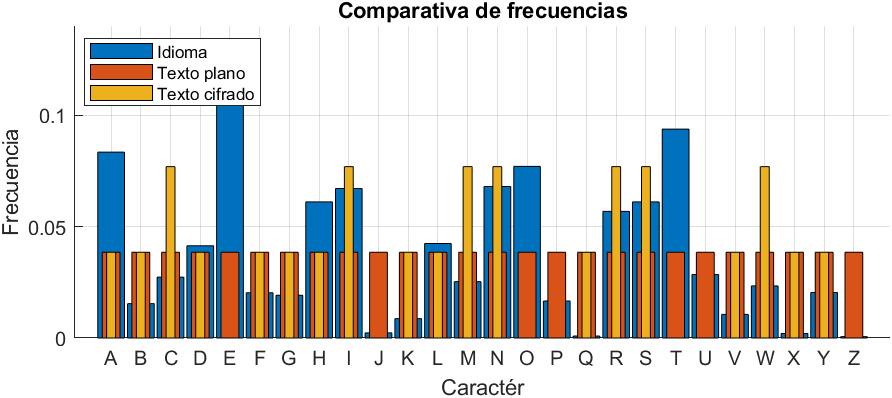 Comparativa de frecuencias
Idioma
Texto plano
Texto cifrado
Frecuencia
0.1
0.05
0
A B C D E F G H I J K L M N O P Q R S T U V W X Y Z
Caractér